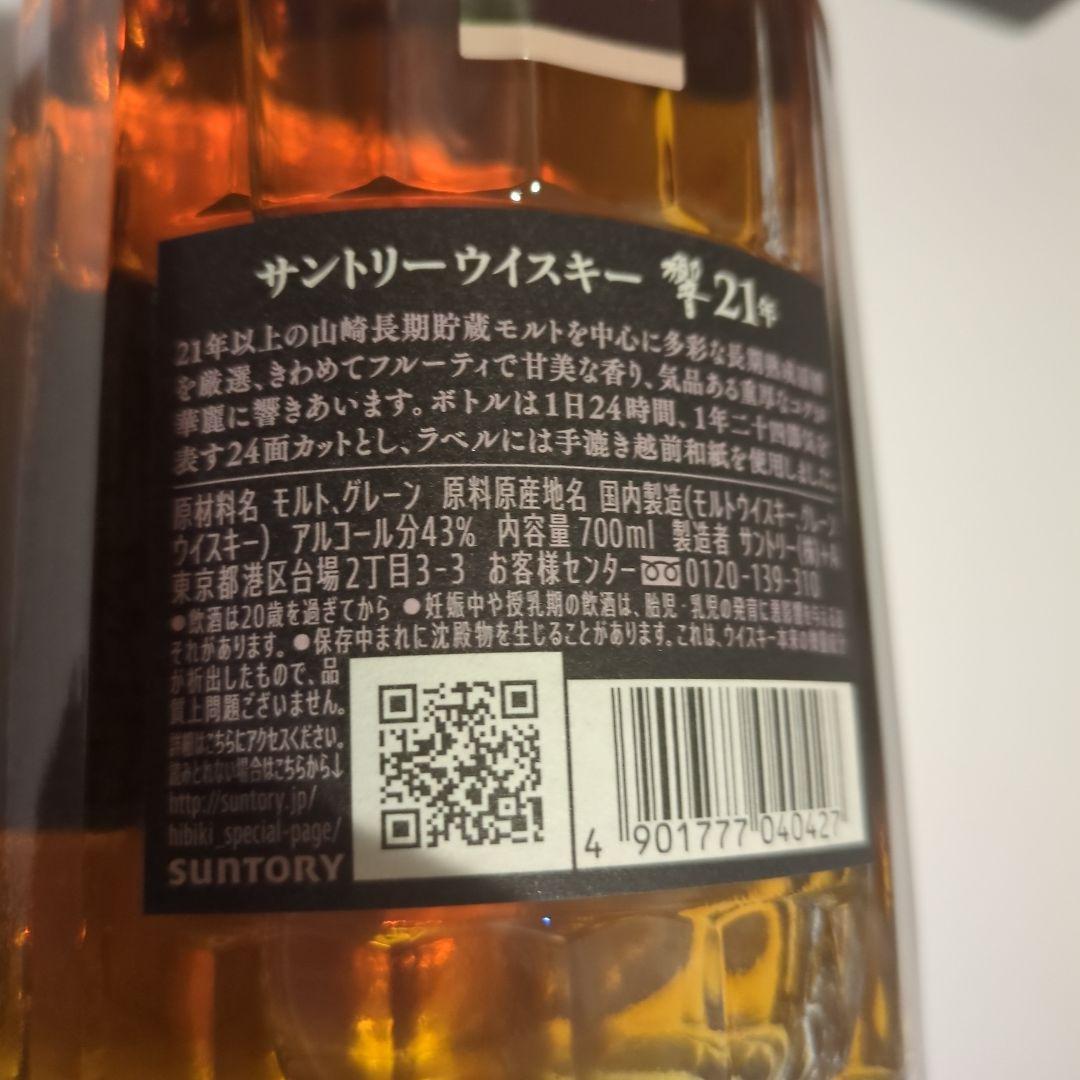 サントリーウイスキー 響 21年
21年以上の山崎長期貯蔵モルトを中心に多彩な長期熟成原酒
を厳選、きわめてフルーティで甘美な香り、気品ある重厚なコクが
華麗に響きあいます。ボトルは1日24時間、1年二十四節気を
表す24面カットとし、ラベルには手漉き越前和紙を使用しました。
原材料名 モルト、グレーン 原料原産地名 国内製造(モルトウイスキー、グレーン
ウイスキー) アルコール分43% 内容量 700ml 製造者 サントリー(株)
東京都港区台場2丁目3-3 お客様センター 0120-139-310
●飲酒は20歳を過ぎてから ●妊娠中や授乳期の飲酒は、胎児・乳児の発育に悪影響を与えるお
それがあります。 ●保存中まれに沈殿物を生じることがあります。これは、ウイスキー本来の
が析出したもので、品
質上問題ございません。
詳細はこちらにアクセスください。
読みとれない場合はこちらから↓
http://suntory.jp/
hibiki_special-page/
SUNTORY
4 901777 040427